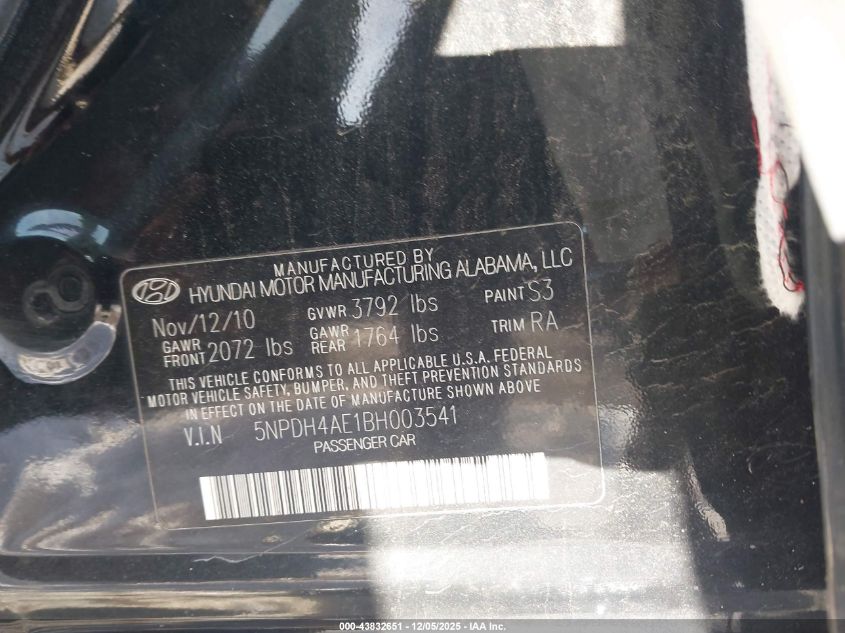 MANUFACTURED BY
HYUNDAI MOTOR MANUFACTURING ALABAMA, LLC
Nov/12/10 GVWR 3792 lbs PAINT S3
GAWR FRONT 2072 lbs GAWR REAR 1764 lbs TRIM RA
THIS VEHICLE CONFORMS TO ALL APPLICABLE U.S.A. FEDERAL
MOTOR VEHICLE SAFETY, BUMPER, AND THEFT PREVENTION STANDARDS
IN EFFECT ON THE DATE OF MANUFACTURE SHOWN ABOVE
V.I.N 5NPDH4AE1BH003541
PASSENGER CAR
000-43832651 - 12/05/2025 - IAA Inc.